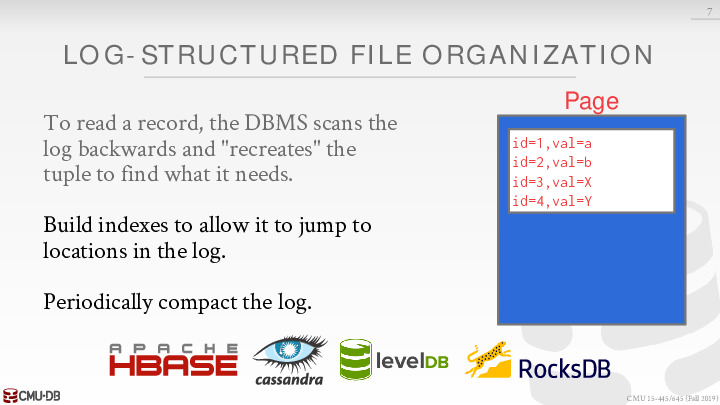 7
LOG-STRUCTURED FILE ORGANIZATION
To read a record, the DBMS scans the
log backwards and "recreates" the
tuple to find what it needs.
Build indexes to allow it to jump to
locations in the log.
Periodically compact the log.
Page
id=1,val=a
id=2,val=b
id=3,val=X
id=4,val=Y
APACHE
HBASE
cassandra
levelDB
RocksDB
CMU·DB
CMU 15-445/645 (Fall 2019)